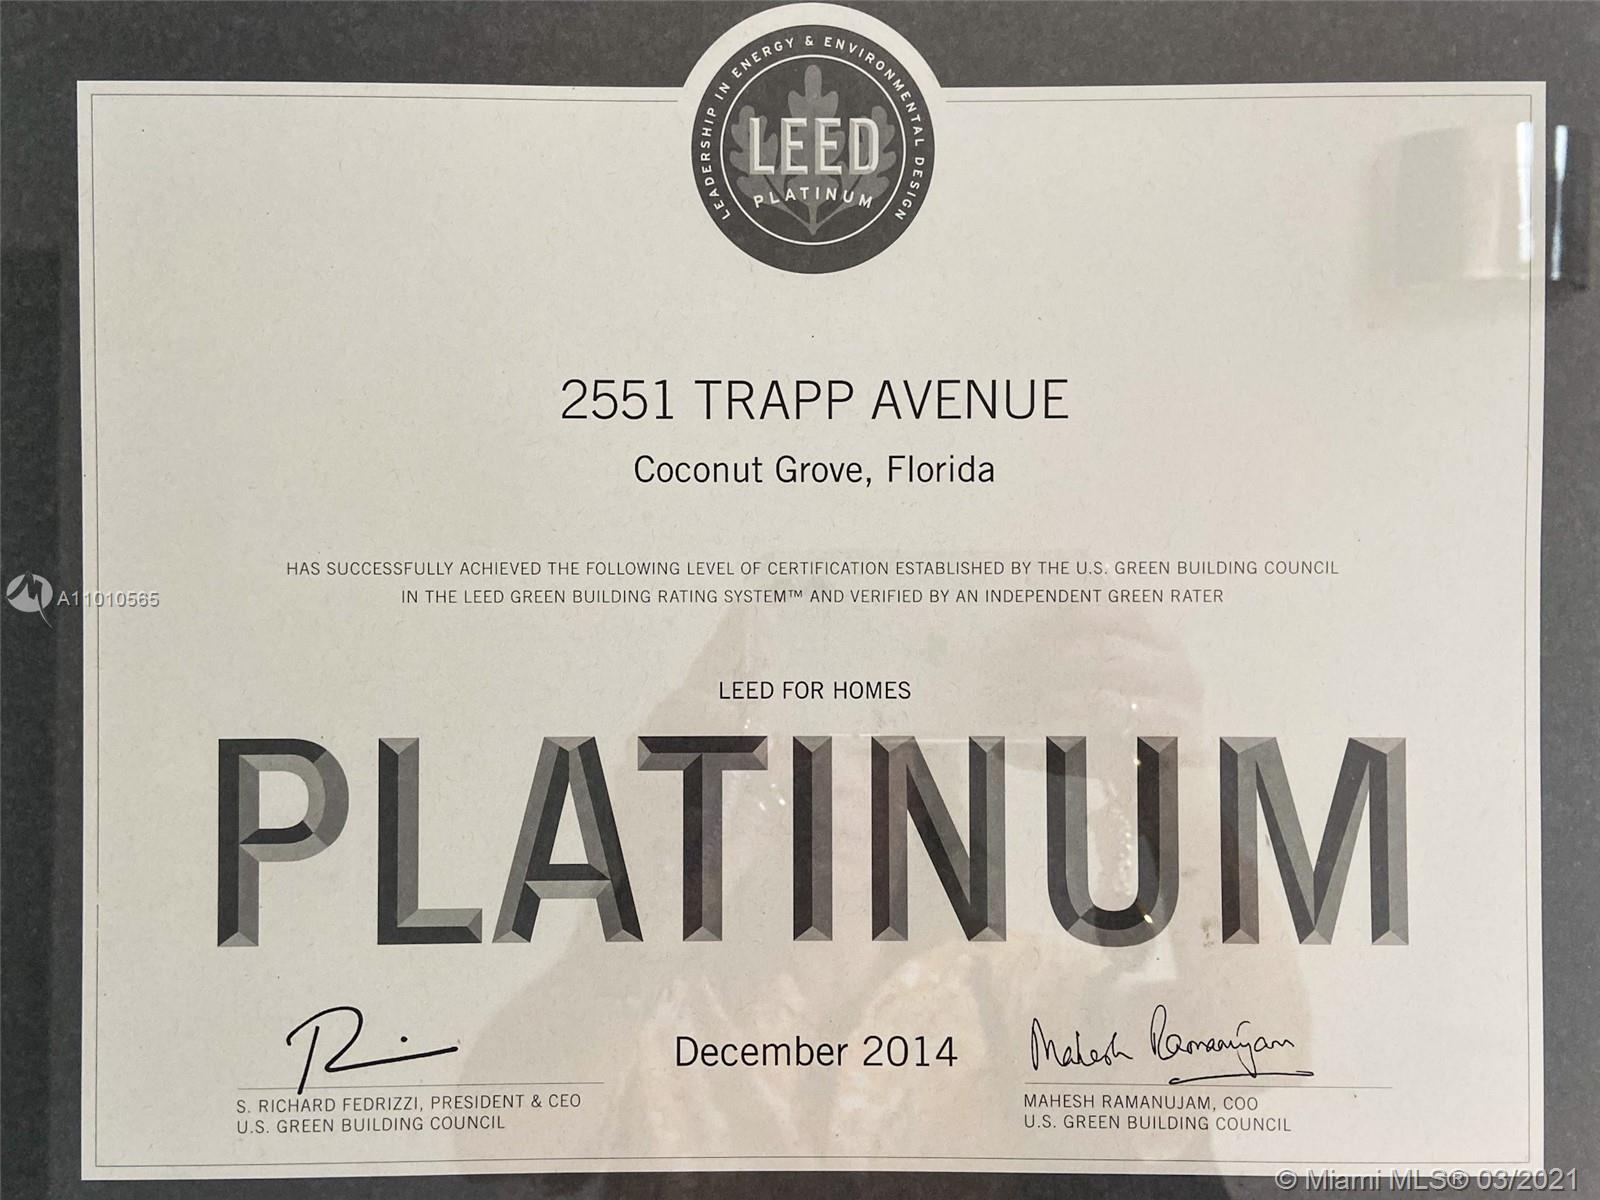 LEADERSHIP IN ENERGY & ENVIRONMENTAL DESIGN
LEED
PLATINUM
2551 TRAPP AVENUE
Coconut Grove, Florida
HAS SUCCESSFULLY ACHIEVED THE FOLLOWING LEVEL OF CERTIFICATION ESTABLISHED BY THE U.S. GREEN BUILDING COUNCIL
IN THE LEED GREEN BUILDING RATING SYSTEM™ AND VERIFIED BY AN INDEPENDENT GREEN RATER
A11010565
LEED FOR HOMES
PLATINUM
December 2014
Mahesh Ramanujam
S. RICHARD FEDRIZZI, PRESIDENT & CEO
U.S. GREEN BUILDING COUNCIL
MAHESH RAMANUJAM, COO
U.S. GREEN BUILDING COUNCIL
© Miami MLS® 03/2021